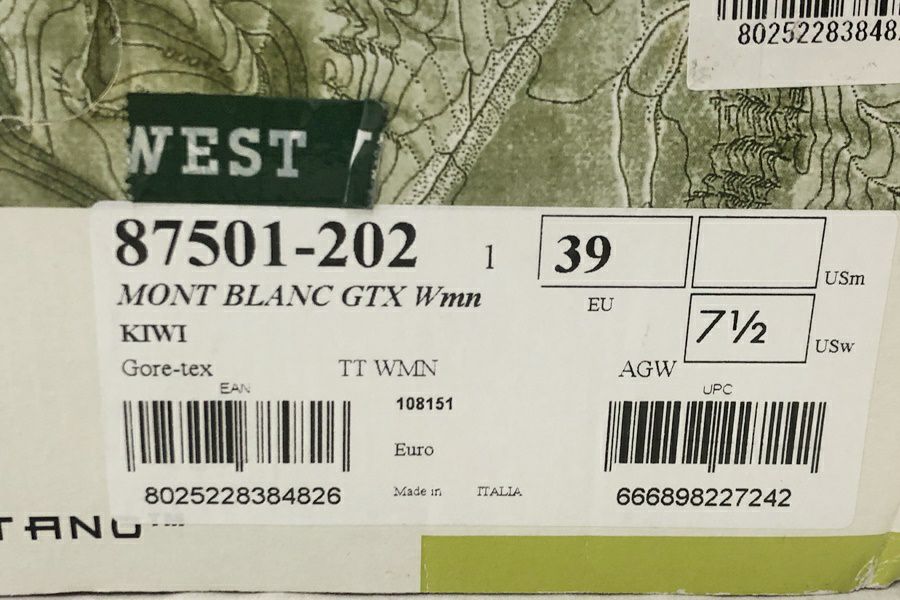 80252283848
WEST
87501-202 1 39
USm
MONT BLANC GTX Wmn
EU
KIWI
7½
USw
Gore-tex TT WMN AGW
EAN UPC
108151
Euro
8025228384826
Made in ITALIA
666898227242